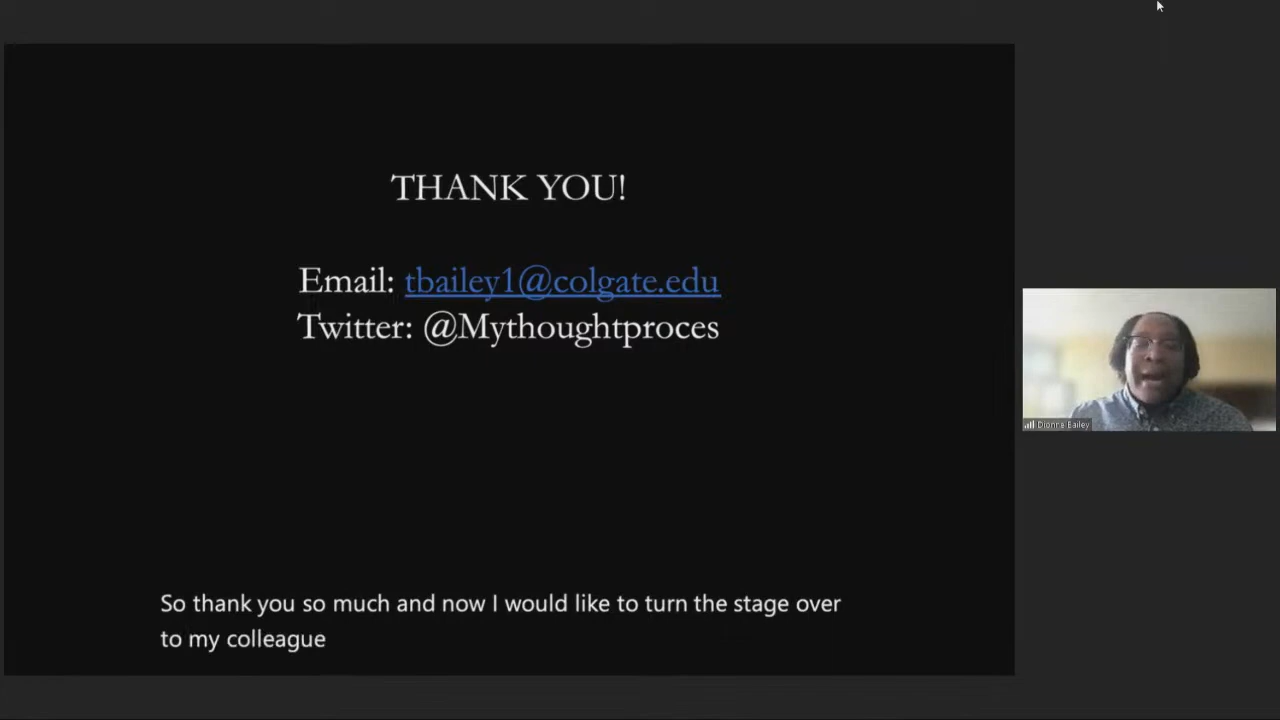 THANK YOU!
Email: tbailey1@colgate.edu
Twitter: @Mythoughtproces
Dionne Bailey
So thank you so much and now I would like to turn the stage over
to my colleague